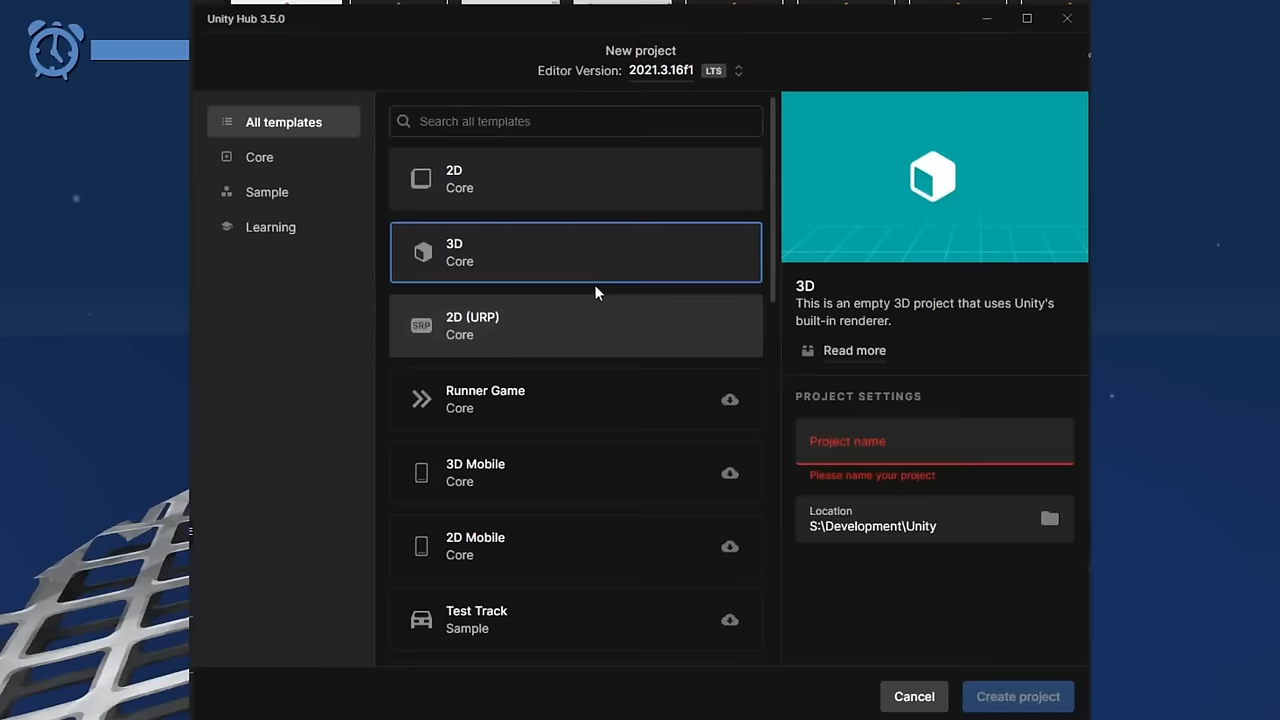 Unity Hub 3.5.0
New project
Editor Version: 2021.3.16f1 LTS
All templates
Core
Sample
Learning
Search all templates
2D
Core
3D
Core
SRP
2D (URP)
Core
Runner Game
Core
3D Mobile
Core
2D Mobile
Core
Test Track
Sample
3D
This is an empty 3D project that uses Unity's
built-in renderer.
Read more
PROJECT SETTINGS
Project name
Please name your project
Location
S:\Development\Unity
Cancel
Create project